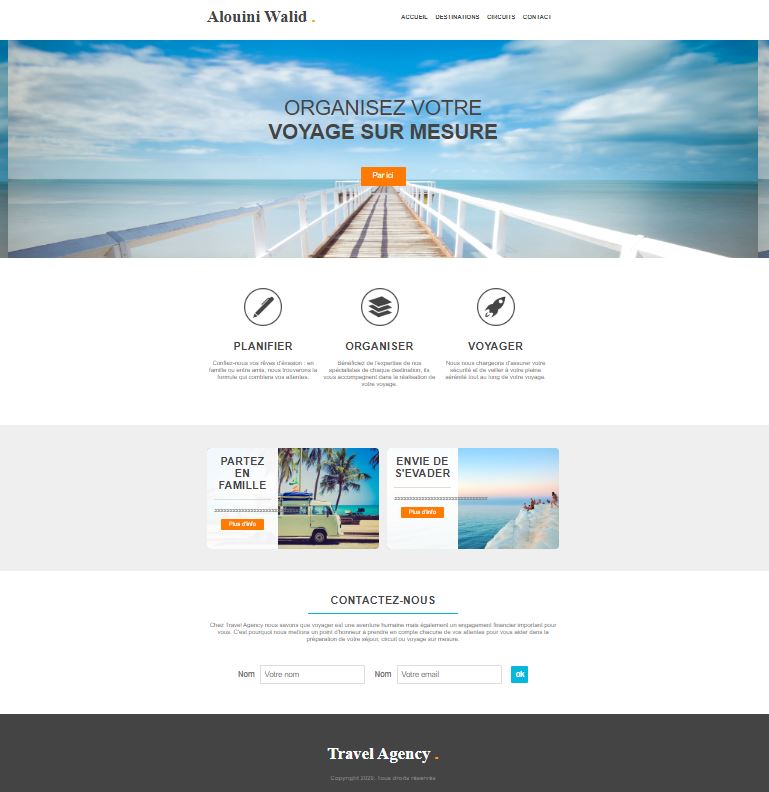 Alouini Walid .
ACCUEIL DESTINATIONS CIRCUITS CONTACT
ORGANISEZ VOTRE
VOYAGE SUR MESURE
Par ici
PLANIFIER
Confiez-nous vos rêves d'évasion : en
famille ou entre amis, nous trouverons la
formule qui comblera vos attentes.
ORGANISER
Bénéficiez de l'expertise de nos
spécialistes de chaque destination, ils
vous accompagnent dans la réalisation de
votre voyage.
VOYAGER
Nous nous chargeons d'assurer votre
sécurité et de veiller à votre pleine
sérénité tout au long de votre voyage.
PARTEZ
EN
FAMILLE
Plus d'info
ENVIE DE
S'EVADER
Plus d'info
CONTACTEZ-NOUS
Chez Travel Agency nous savons que voyager est une aventure humaine mais également un engagement financier important pour
vous. C'est pourquoi nous mettons un point d'honneur à prendre en compte chacune de vos attentes pour vous aider dans la
préparation de votre séjour, circuit ou voyage sur mesure.
Nom Votre nom Nom Votre email ok
Travel Agency .
Copyright 2020. Tous droits réservés